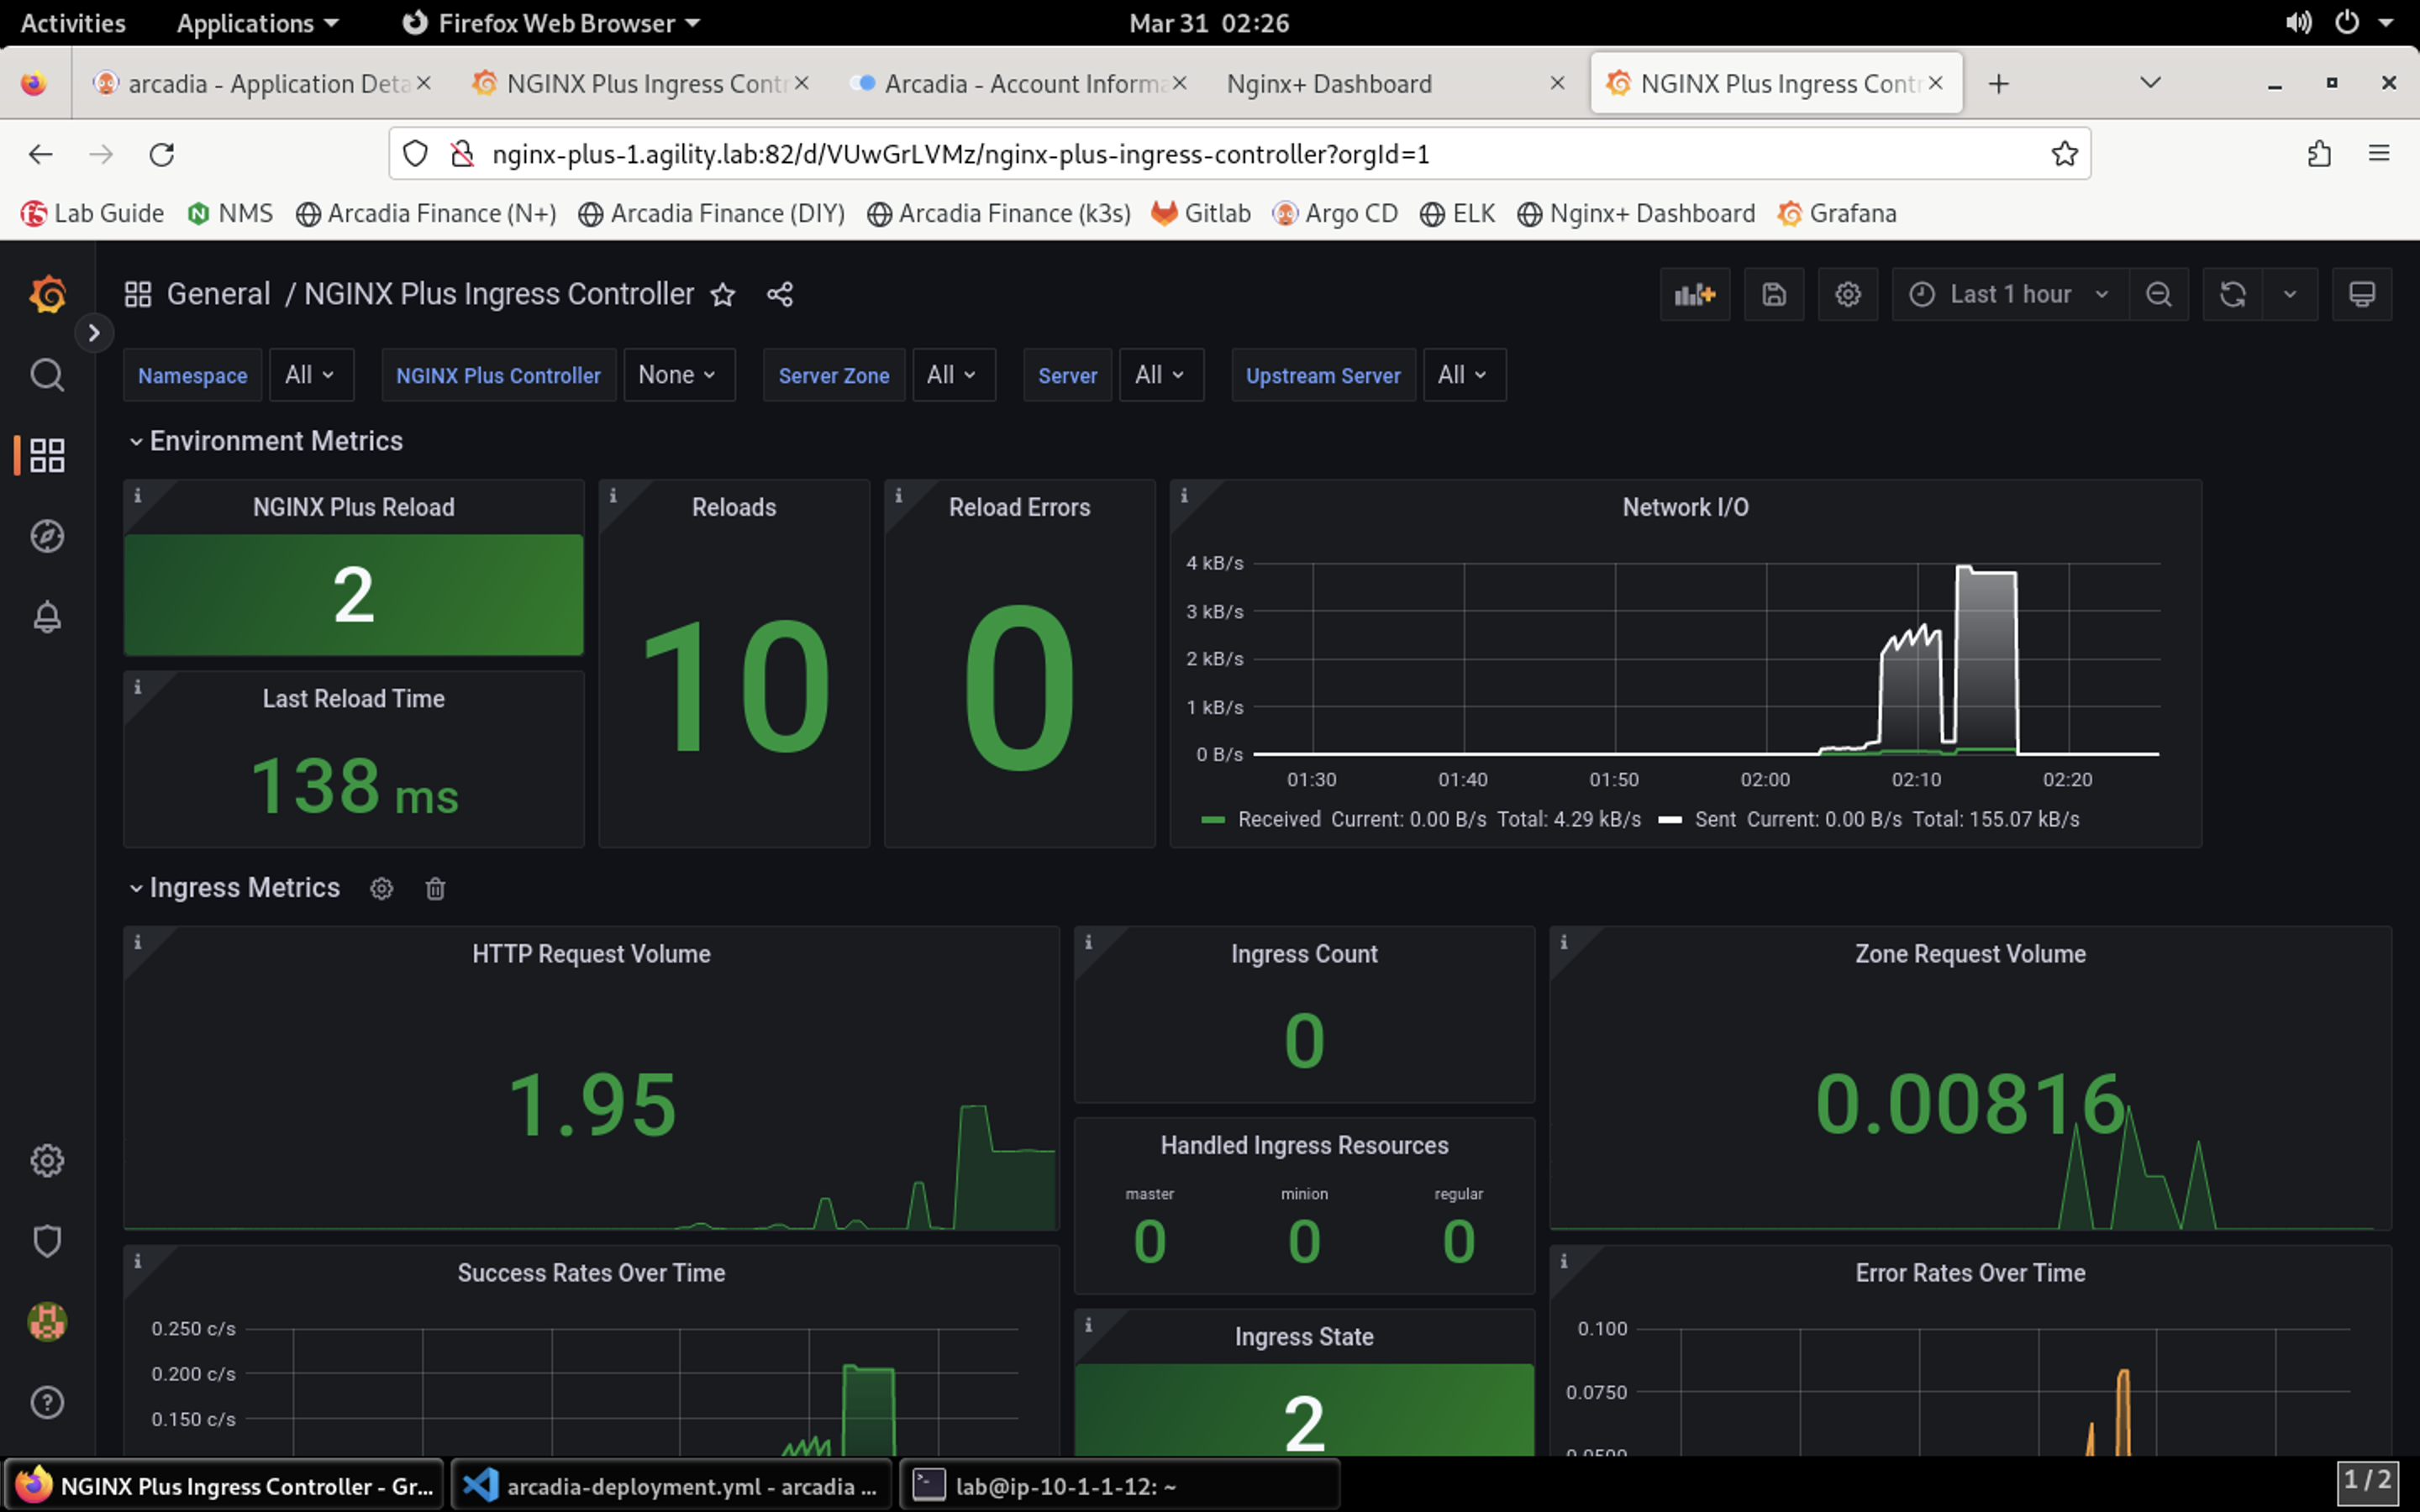 Activities Applications Firefox Web Browser Mar 31 02:26
arcadia - Application Deta NGINX Plus Ingress Contr Arcadia - Account Informa Nginx+ Dashboard NGINX Plus Ingress Contr
nginx-plus-1.agility.lab:82/d/VUwGrLVMz/nginx-plus-ingress-controller?orgId=1
Lab Guide NMS Arcadia Finance (N+) Arcadia Finance (DIY) Arcadia Finance (k3s) Gitlab Argo CD ELK Nginx+ Dashboard Grafana
General / NGINX Plus Ingress Controller Last 1 hour
Namespace All NGINX Plus Controller None Server Zone All Server All Upstream Server All
Environment Metrics
NGINX Plus Reload
2
Last Reload Time
138 ms
Reloads
10
Reload Errors
0
Network I/O
4 kB/s
3 kB/s
2 kB/s
1 kB/s
0 B/s
01:30 01:40 01:50 02:00 02:10 02:20
Received Current: 0.00 B/s Total: 4.29 kB/s Sent Current: 0.00 B/s Total: 155.07 kB/s
Ingress Metrics
HTTP Request Volume
1.95
Ingress Count
0
Zone Request Volume
0.00816
Handled Ingress Resources
master minion regular
0 0 0
Success Rates Over Time
0.250 c/s
0.200 c/s
0.150 c/s
Ingress State
2
Error Rates Over Time
0.100
0.0750
0.0500
NGINX Plus Ingress Controller - Gr... arcadia-deployment.yml - arcadia ... lab@ip-10-1-1-12: ~ 1 / 2